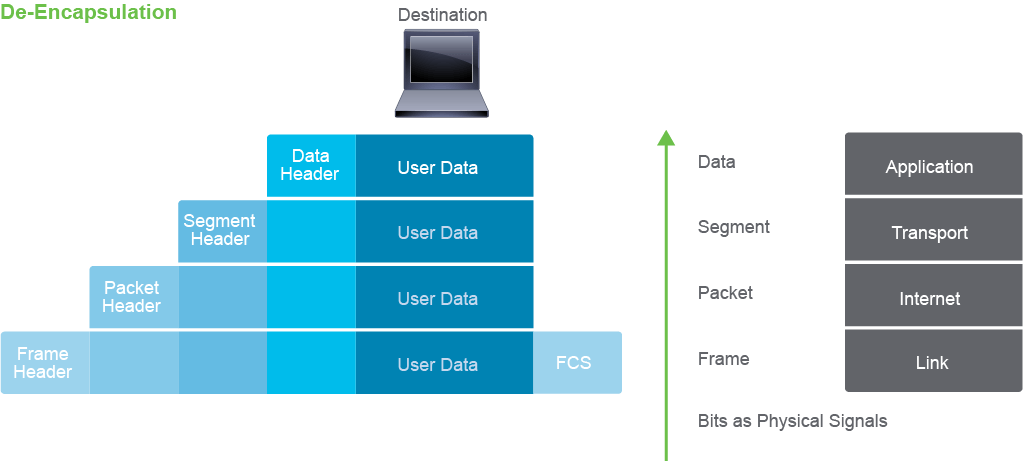 De-Encapsulation
Destination
Data
Header
User Data
Data
Application
Segment
Header
User Data
Segment
Transport
Packet
Header
User Data
Packet
Internet
Frame
Header
User Data
FCS
Frame
Link
Bits as Physical Signals